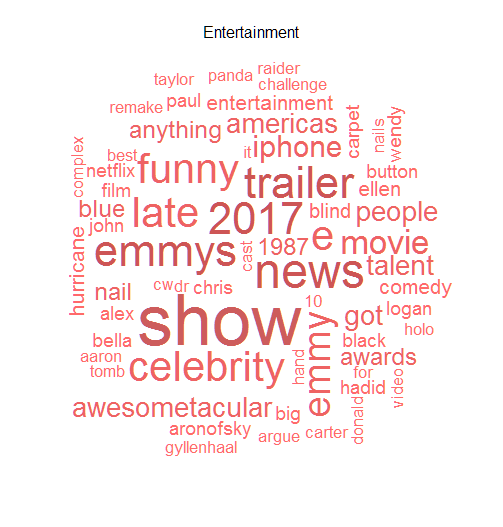 Entertainment
taylor
panda
raider
challenge
remake
paul
entertainment
carpet
nails
wendy
anything
americas
iphone
complex
best
netflix
film
funny
it
trailer
button
ellen
blue
john
late
2017
blind
people
hurricane
emmys
cast
1987
e
movie
news
talent
nail
cw
dr
chris
comedy
alex
show
10
got
logan
holo
bella
aaron
tomb
celebrity
hand
emmy
black
awards
for
hadid
video
awesometacular
big
donald
aronofsky
argue
carter
gyllenhaal